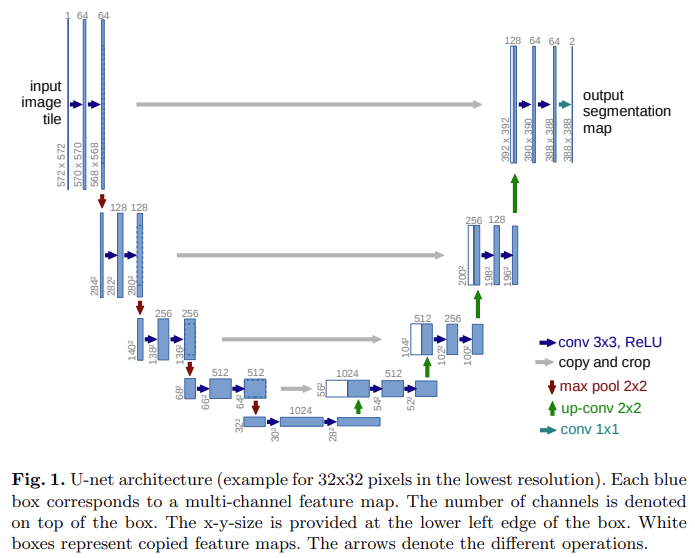 1 64 64
128 64 64 2
input
image
tile
output
segmentation
map
572 x 572
570 x 570
568 x 568
392 x 392
390 x 390
388 x 388
388 x 388
128 128
256 128
284²
282²
280²
200²
198²
196²
256 256
512 256
140²
138²
136²
104²
102²
100²
conv 3x3, ReLU
copy and crop
max pool 2x2
up-conv 2x2
conv 1x1
512 512
1024 512
68²
66²
64²
56²
54²
52²
1024
32²
30²
28²
Fig. 1. U-net architecture (example for 32x32 pixels in the lowest resolution). Each blue
box corresponds to a multi-channel feature map. The number of channels is denoted
on top of the box. The x-y-size is provided at the lower left edge of the box. White
boxes represent copied feature maps. The arrows denote the different operations.